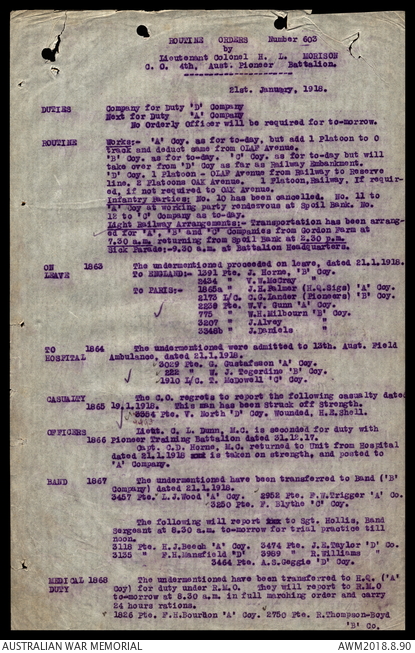 ROUTINE ORDERS Number 603
by
Lieutenant Colonel H. L. MORISON
C. O. 4th. Aust. Pioneer Battalion.
21st. January, 1918.
DUTIES Company for Duty 'D' Company
Next for Duty 'A' Company
No Orderly Officer will be required for to-morrow.
ROUTINE Works:- 'A' Coy. as for to-day, but add 1 Platoon to O
Track and deduct same from OLAF Avenue.
'B' Coy. as for to-day. 'C' Coy. as for to-day but will
take over from 'D' Coy as far as Railway Embankment.
'D' Coy. 1 Platoon - OLAF Avenue from Railway to Reserve
line. 2 Platoons OAK Avenue. 1 Platoon, Railway. If requir-
ed, if not required to OAK Avenue.
Infantry Parties: No. 10 has been cancelled. No. 11 to
'A' Coy at working party rendezvous at Spoil Bank. No.
12 to 'C' Company as to-day.
Light Railway Arrangement:- Transportation has been arrang-
ed for 'A', 'B' and 'C' Companies from Gordon Farm at
7.30 a.m. returning from Spoil Bank at 2.30 p.m.
Sick Parade:-9.30 a.m. at Battalion Headquarters.
ON 1863 The undermentioned proceed on leave, dated 21.1.1918.
LEAVE To ENGLAND:- 1391 Pte. J. Horne, 'B' Coy.
2434 " V.W. McCray "
To PARIS:- 1865a " J.H. Palmer (H.Q. Sigs) 'A' Coy.
2173 L/C. C.G. Lander (Pioneers) 'B' Coy.
2239 Pte. W.V. Gunn 'A' Coy.
775 " W.H. Milbourn 'B' Coy.
3207 " J. Alvey "
3348b " J. Daniels "
TO 1864 The undermentioned were admitted to 13th. Aust. Field
HOSPITAL Ambulance, dated 21.1.1918.
3029 Pte. G. Gustafswon 'A' Coy.
222 " W. J. Tegerdine 'B' Coy.
1910 L/C. T. McDowell 'C' Coy.
CASUALTY The C.O. regrets to report the following casualty dated
1865 19.1.1918. This man has been struck off strength.
3564 Pte. T. North 'D' Coy. Wounded, H.E. Shell.
OFFICERS Lieut. C. L. DUNN, M.C. is seconded for duty with
1866 Pioneer Training Battalion dated 31.12.17.
Capt. C.D. Horne, M.C. returned to Unit from Hospital
dated 21.1.1918 is taken on strength, and posted to
'A' Company.
BAND 1867 The undermentioned have been transferred to Band ('B'
Company) dated 21.1.1918.
3457 Pte. L.J. Wood 'A' Coy. 2952 Pte. F.W. Trigger 'A' Co.
3250 Pte. F. Blythe 'C' Coy.
The following will report to Sgt. Hollis, Band
Sergeant at 8.30 a.m. to-morrow for trial practice till
noon.
3118 Pte. H.J. Beech 'A' Coy. 3474 Pte. J.E. Taylor 'D' Co.
3135 " F.H. Mansfield 'D' 3989 " R. Williams "
3464 Pte. A.S. Geggie 'D' Coy.
MEDICAL 1868 The undermentioned have been transferred to H.Q. ('A'
DUTY Coy) for duty under R.M.O. They will report to R.M.O
to-morrow at 8.30 a.m. in full marching order and carry
24 hours rations.
1826 Pte. F.H. Bourdon 'A' Coy. 2750 Pte. R. Thompson-Boyd
'B' Co.
AUSTRALIAN WAR MEMORIAL AWM2018.8.90